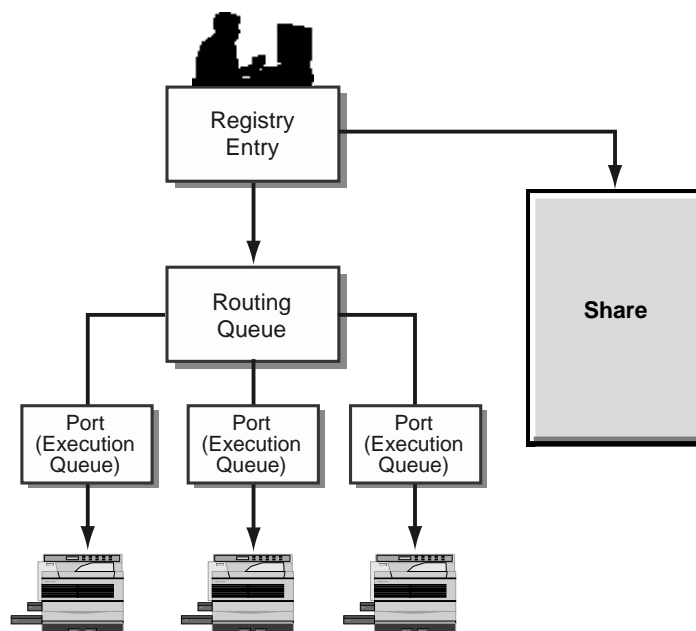 Registry
Entry
Share
Routing
Queue
Port
(Execution
Queue)
Port
(Execution
Queue)
Port
(Execution
Queue)